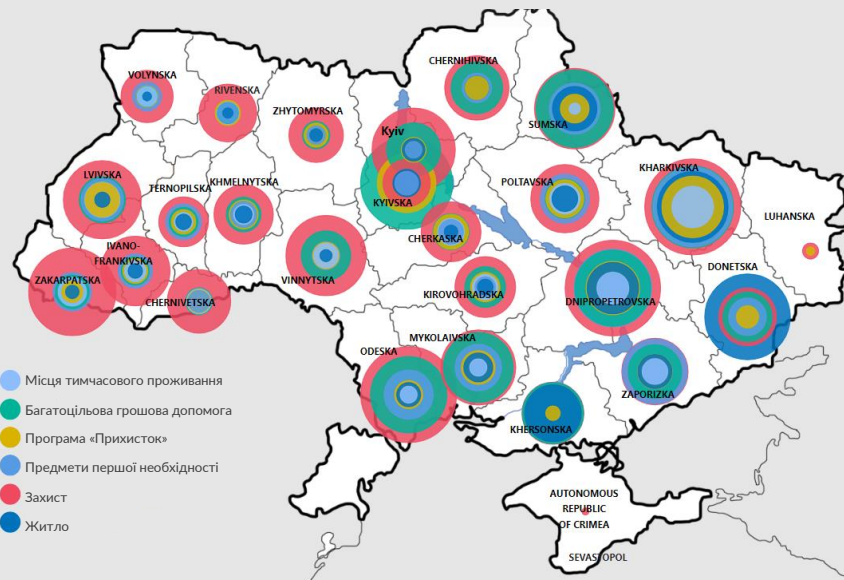 VOLYNSKA
RIVENSKA
ZHYTOMYRSKA
CHERNIHIVSKA
SUMSKA
Kyiv
KYIVSKA
LVIVSKA
TERNOPILSKA
KHMELNYTSKA
POLTAVSKA
KHARKIVSKA
LUHANSKA
CHERKASKA
IVANO-
FRANKIVSKA
ZAKARPATSKA
CHERNIVETSKA
VINNYTSKA
KIROVOHRADSKA
DNIPROPETROVSKA
DONETSKA
ODESKA
MYKOLAIVSKA
ZAPORIZKA
KHERSONSKA
AUTONOMOUS
REPUBLIC
OF CRIMEA
SEVASTOPOL
Місця тимчасового проживання
Багатоцільова грошова допомога
Програма «Прихисток»
Предмети першої необхідності
Захист
Житло